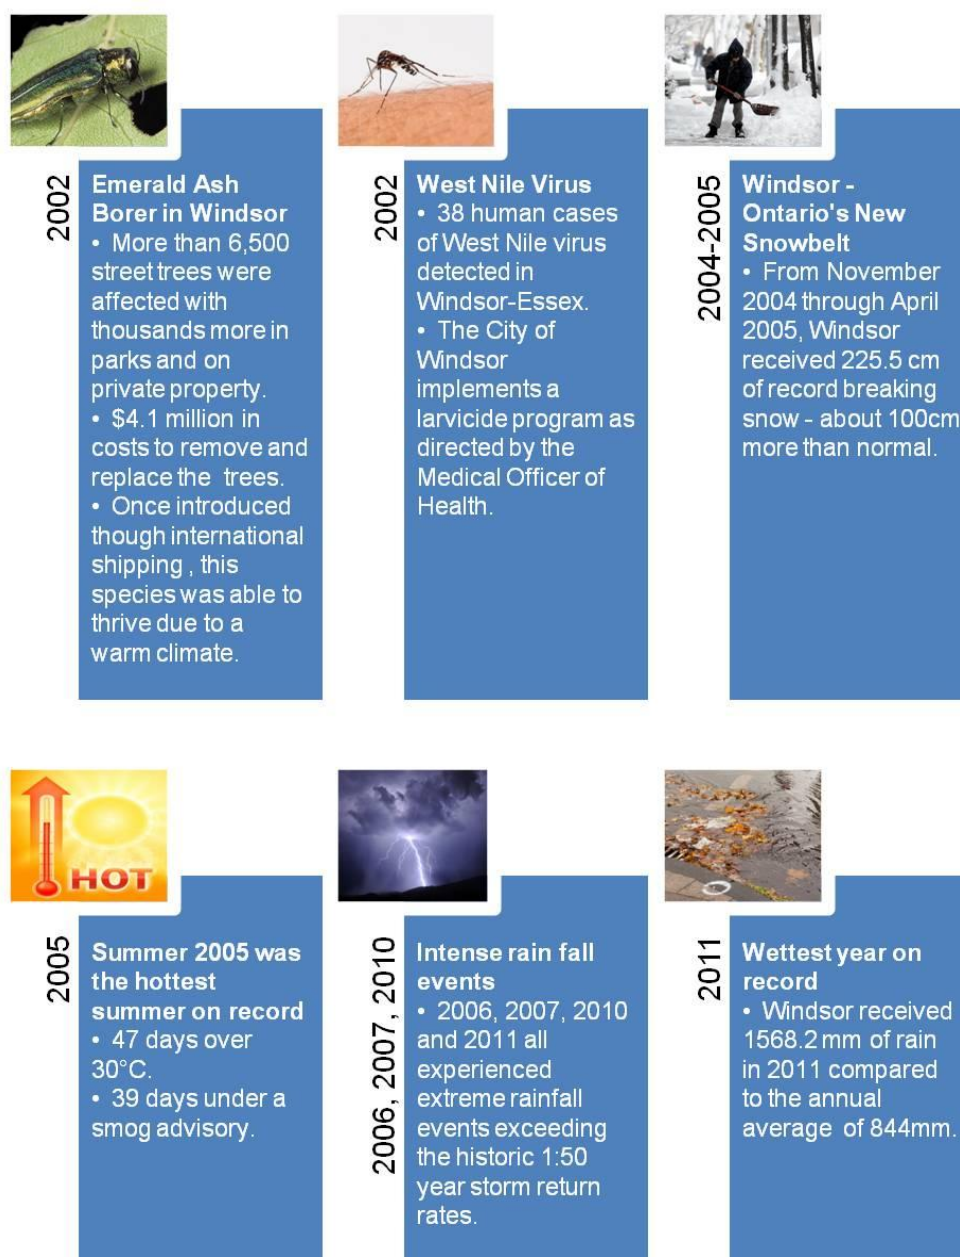 2002
Emerald Ash
Borer in Windsor
• More than 6,500
street trees were
affected with
thousands more in
parks and on
private property.
• $4.1 million in
costs to remove and
replace the trees.
• Once introduced
though international
shipping , this
species was able to
thrive due to a
warm climate.
2002
West Nile Virus
• 38 human cases
of West Nile virus
detected in
Windsor-Essex.
• The City of
Windsor
implements a
larvicide program as
directed by the
Medical Officer of
Health.
2004-2005
Windsor -
Ontario's New
Snowbelt
• From November
2004 through April
2005, Windsor
received 225.5 cm
of record breaking
snow - about 100cm
more than normal.
HOT
2005
Summer 2005 was
the hottest
summer on record
• 47 days over
30°C.
• 39 days under a
smog advisory.
2006, 2007, 2010
Intense rain fall
events
• 2006, 2007, 2010
and 2011 all
experienced
extreme rainfall
events exceeding
the historic 1:50
year storm return
rates.
2011
Wettest year on
record
• Windsor received
1568.2 mm of rain
in 2011 compared
to the annual
average of 844mm.